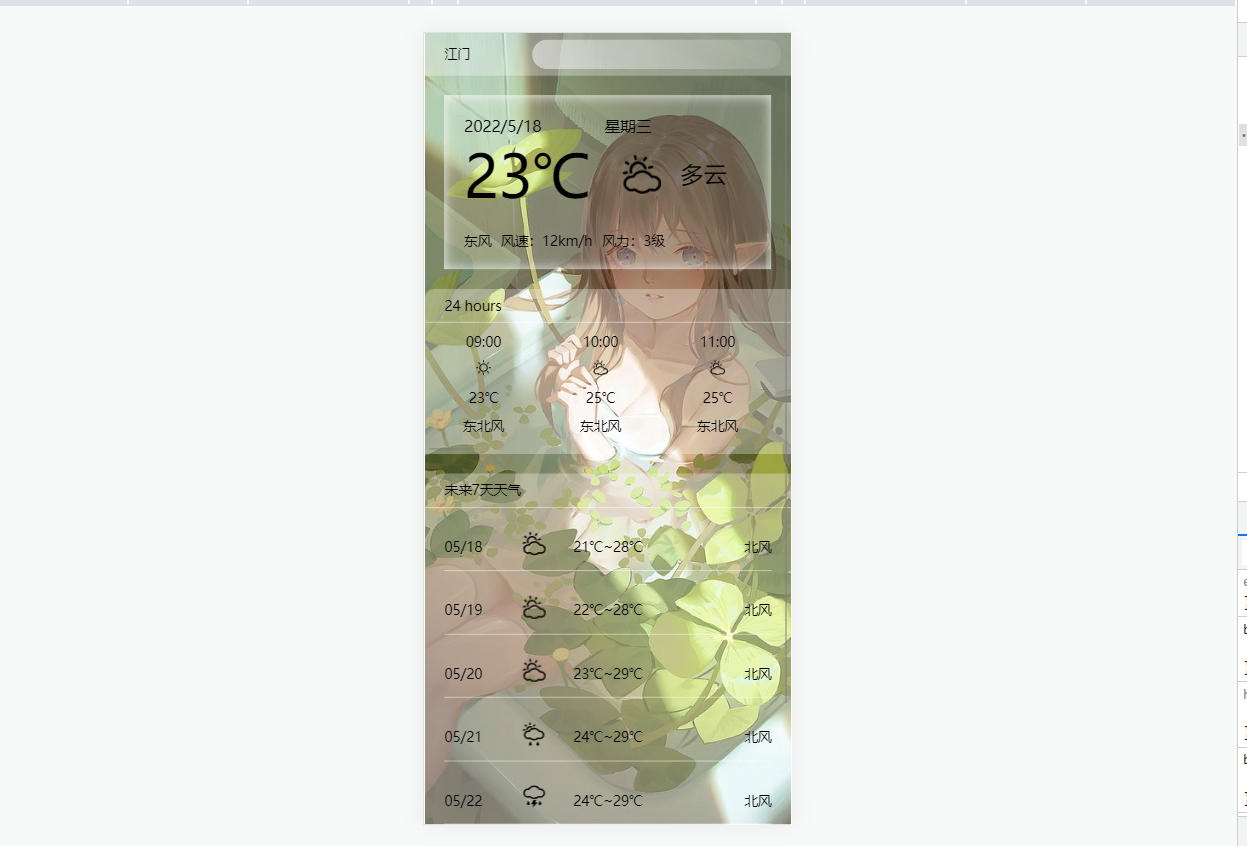 江门
2022/5/18 星期三
23℃ 多云
东风 风速：12km/h 风力：3级
24 hours
09:00 10:00 11:00
23℃ 25℃ 25℃
东北风 东北风 东北风
未来7天天气
05/18 21℃~28℃ 北风
05/19 22℃~28℃ 北风
05/20 23℃~29℃ 北风
05/21 24℃~29℃ 北风
05/22 24℃~29℃ 北风